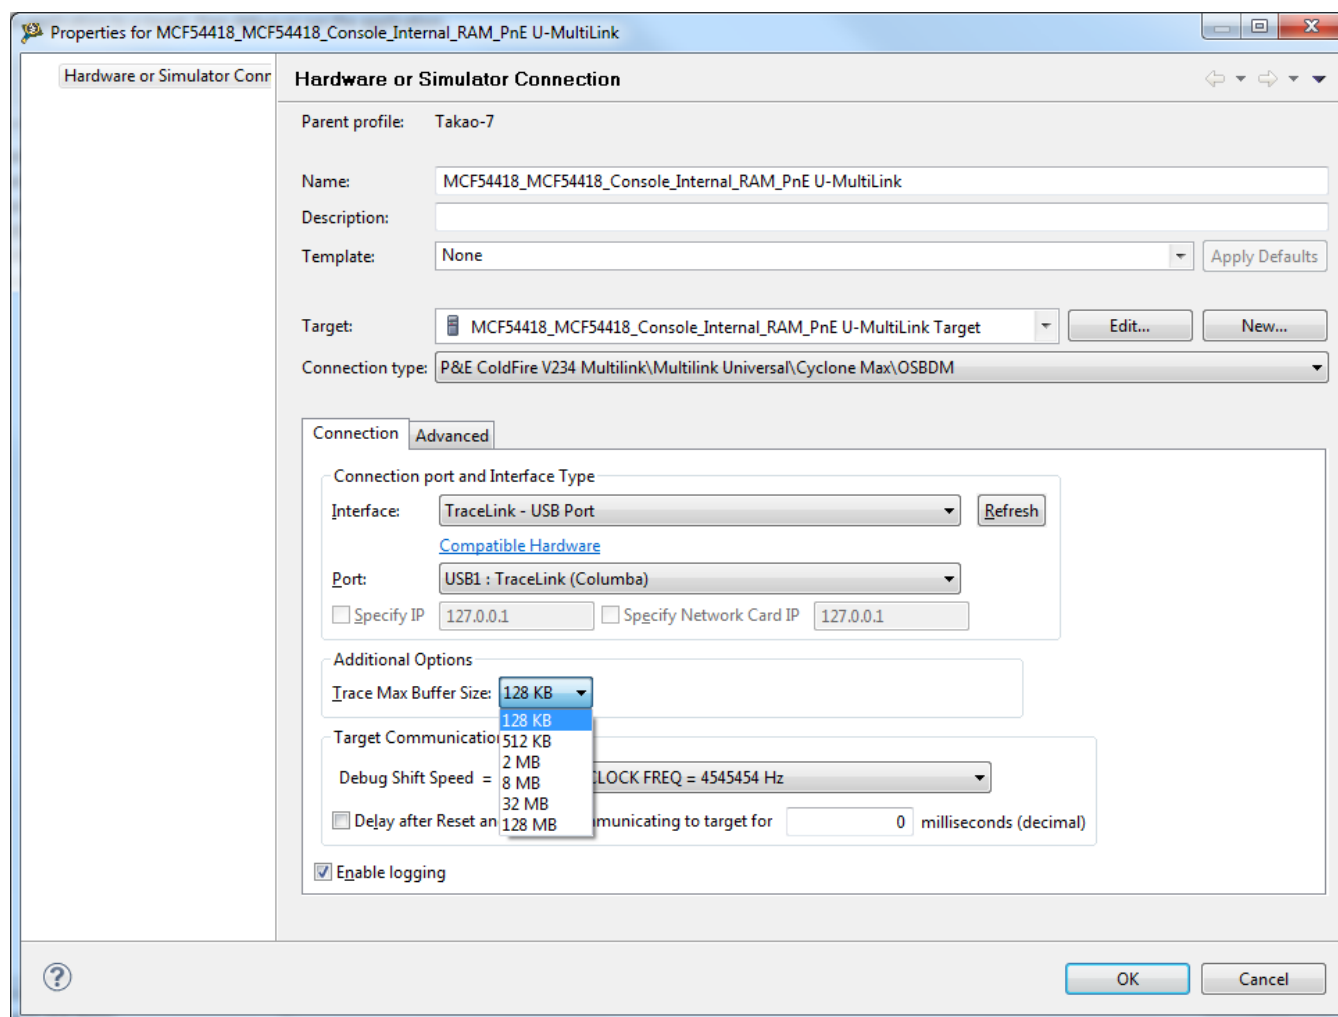 Properties for MCF54418_MCF54418_Console_Internal_RAM_PnE U-MultiLink
Hardware or Simulator Conr
Hardware or Simulator Connection
Parent profile: Takao-7
Name: MCF54418_MCF54418_Console_Internal_RAM_PnE U-MultiLink
Description:
Template: None Apply Defaults
Target: MCF54418_MCF54418_Console_Internal_RAM_PnE U-MultiLink Target Edit... New...
Connection type: P&E ColdFire V234 Multilink\Multilink Universal\Cyclone Max\OSBDM
Connection Advanced
Connection port and Interface Type
Interface: TraceLink - USB Port Refresh
Compatible Hardware
Port: USB1 : TraceLink (Columba)
Specify IP 127.0.0.1 Specify Network Card IP 127.0.0.1
Additional Options
Trace Max Buffer Size: 128 KB
128 KB
Target Communication
512 KB
2 MB
Debug Shift Speed = CLOCK FREQ = 4545454 Hz
8 MB
32 MB
Delay after Reset an mmunicating to target for 0 milliseconds (decimal)
128 MB
Enable logging
? OK Cancel